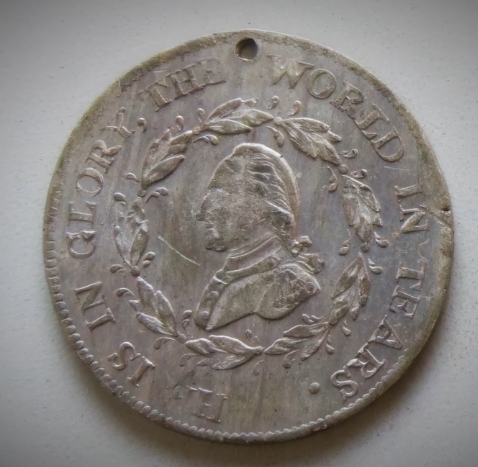 HE IS IN GLORY, THE WORLD IN TEARS.